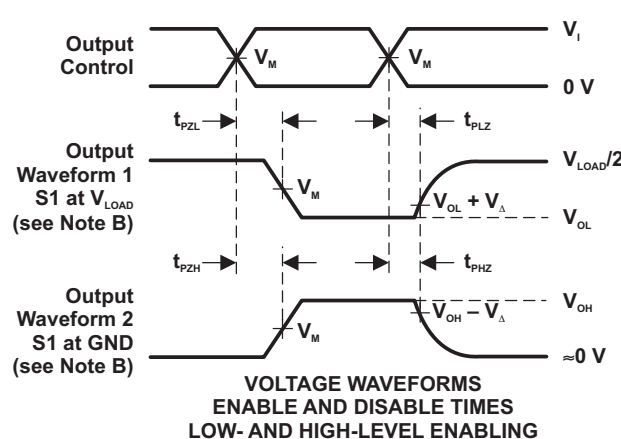 Output
Control
V_I
V_M
V_M
0 V
t_PZL
t_PLZ
Output
Waveform 1
S1 at V_LOAD
(see Note B)
V_LOAD/2
V_M
V_OL + V_Δ
V_OL
t_PZH
t_PHZ
Output
Waveform 2
S1 at GND
(see Note B)
V_OH
V_OH – V_Δ
V_M
≈0 V
VOLTAGE WAVEFORMS
ENABLE AND DISABLE TIMES
LOW- AND HIGH-LEVEL ENABLING